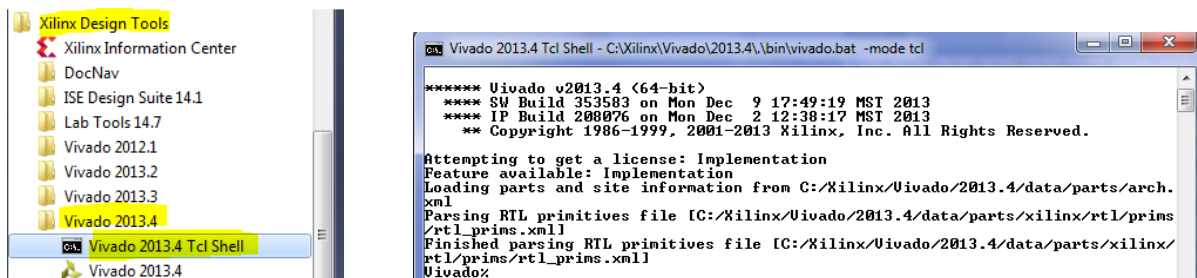 Xilinx Design Tools
Xilinx Information Center
DocNav
ISE Design Suite 14.1
Lab Tools 14.7
Vivado 2012.1
Vivado 2013.2
Vivado 2013.3
Vivado 2013.4
Vivado 2013.4 Tcl Shell
Vivado 2013.4
Vivado 2013.4 Tcl Shell - C:\Xilinx\Vivado\2013.4\.\bin\vivado.bat -mode tcl
****** Vivado v2013.4 (64-bit)
**** SW Build 353583 on Mon Dec  9 17:49:19 MST 2013
**** IP Build 208076 on Mon Dec  2 12:38:17 MST 2013
** Copyright 1986-1999, 2001-2013 Xilinx, Inc. All Rights Reserved.
Attempting to get a license: Implementation
Feature available: Implementation
Loading parts and site information from C:/Xilinx/Vivado/2013.4/data/parts/arch.
xml
Parsing RTL primitives file [C:/Xilinx/Vivado/2013.4/data/parts/xilinx/rtl/prims
/rtl_prims.xml]
Finished parsing RTL primitives file [C:/Xilinx/Vivado/2013.4/data/parts/xilinx/
rtl/prims/rtl_prims.xml]
Vivado%